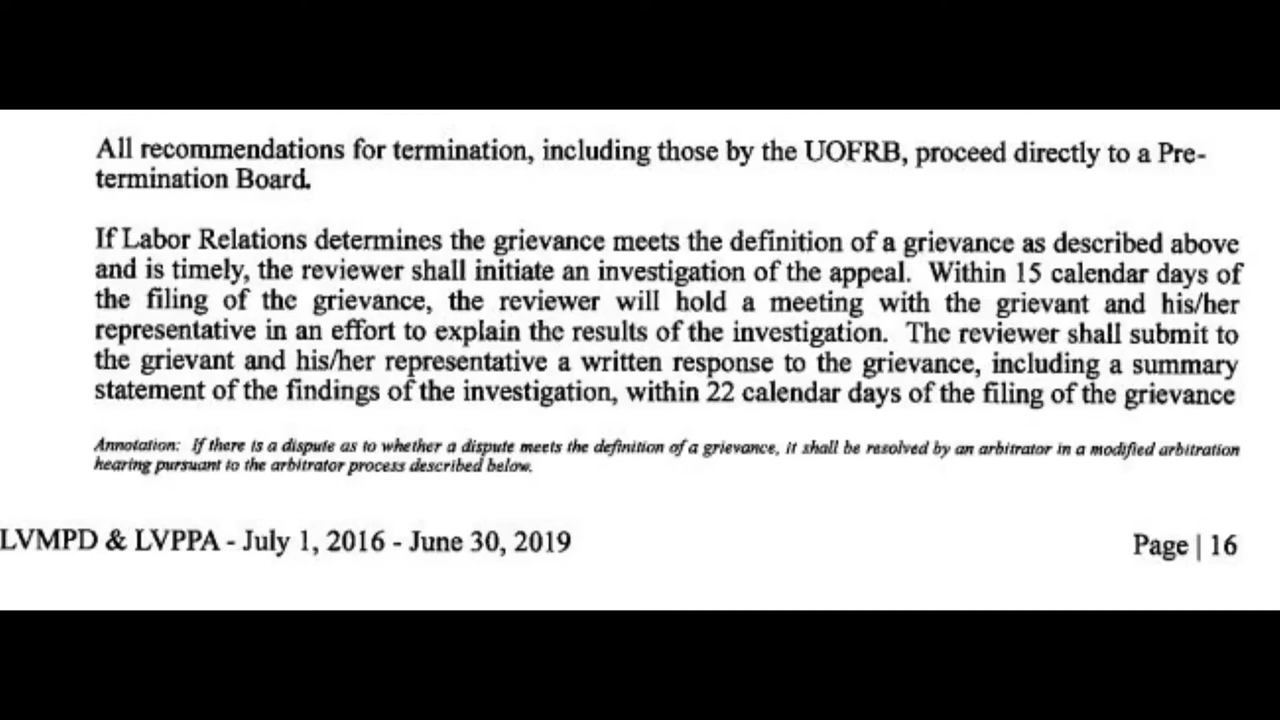 All recommendations for termination, including those by the UOFRB, proceed directly to a Pre-
termination Board.
If Labor Relations determines the grievance meets the definition of a grievance as described above
and is timely, the reviewer shall initiate an investigation of the appeal. Within 15 calendar days of
the filing of the grievance, the reviewer will hold a meeting with the grievant and his/her
representative in an effort to explain the results of the investigation. The reviewer shall submit to
the grievant and his/her representative a written response to the grievance, including a summary
statement of the findings of the investigation, within 22 calendar days of the filing of the grievance
Annotation: If there is a dispute as to whether a dispute meets the definition of a grievance, it shall be resolved by an arbitrator in a modified arbitration
hearing pursuant to the arbitrator process described below.
LVMPD & LVPPA - July 1, 2016 - June 30, 2019 Page | 16